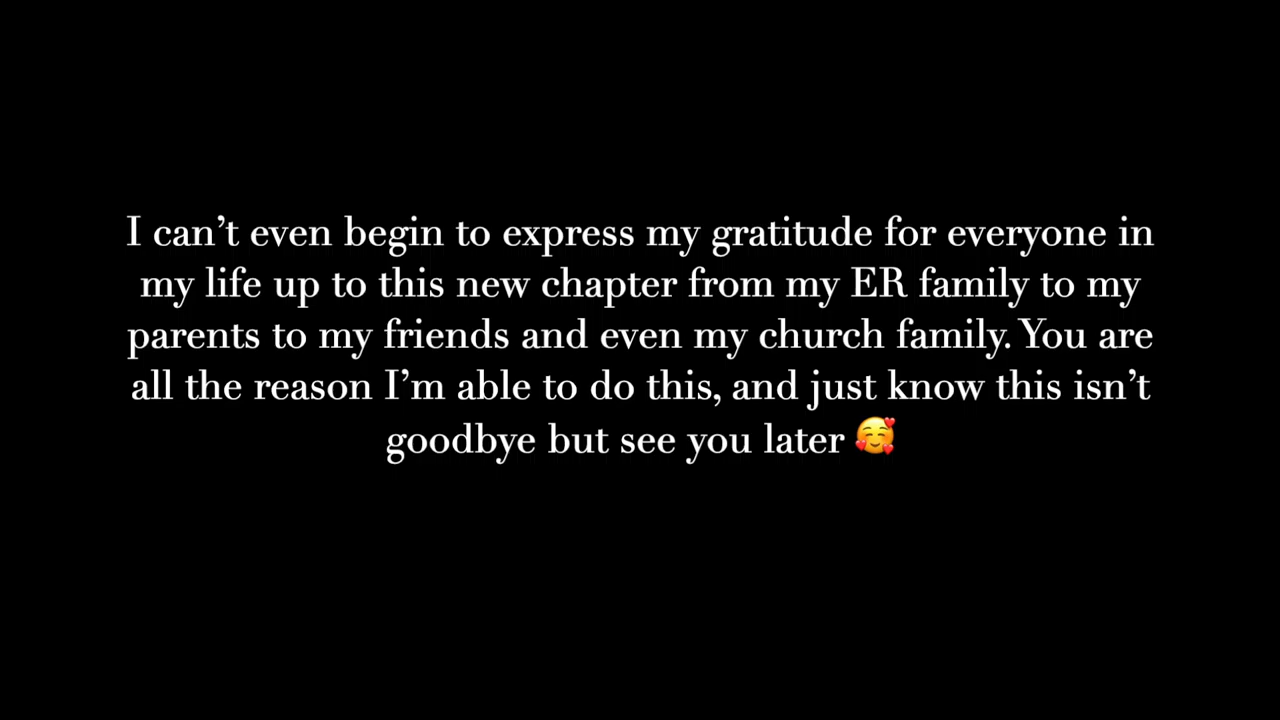 I can’t even begin to express my gratitude for everyone in
my life up to this new chapter from my ER family to my
parents to my friends and even my church family. You are
all the reason I’m able to do this, and just know this isn’t
goodbye but see you later 🥰